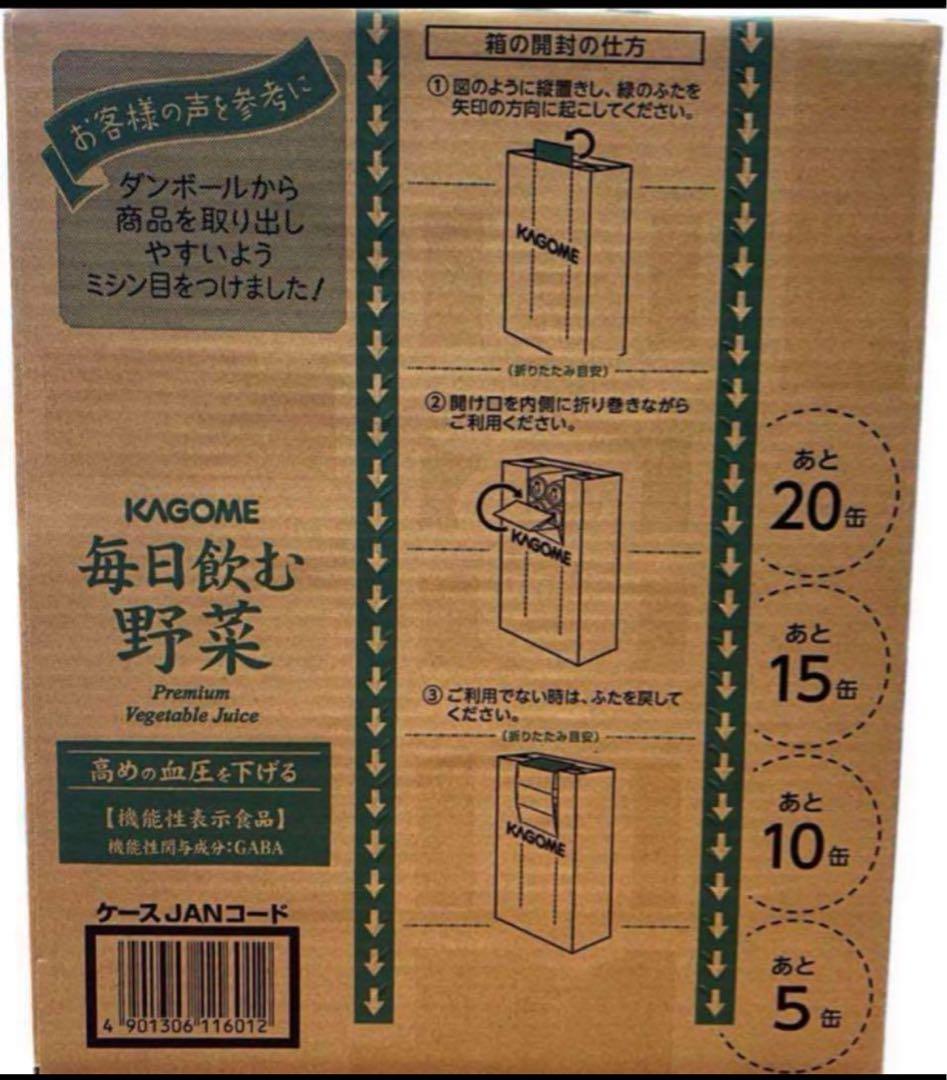 お客様の声を参考に
ダンボールから
商品を取り出し
やすいよう
ミシン目をつけました!
KAGOME
毎日飲む
野菜
Premium
Vegetable Juice
高めの血圧を下げる
【機能性表示食品】
機能性関与成分:GABA
ケースJANコード
4 901306 116012
箱の開封の仕方
①図のように縦置きし、緑のふたを
矢印の方向に起こしてください。
KAGOME
(折りたたみ目安)
②開け口を内側に折り巻きながら
ご利用ください。
KAGOME
③ご利用でない時は、ふたを戻して
ください。
(折りたたみ目安)
KAGOME
あと
20缶
あと
15缶
あと
10缶
あと
5缶